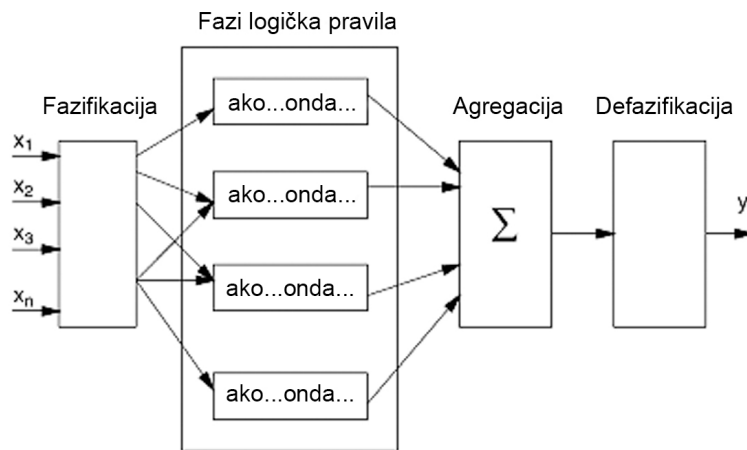 Fazi logička pravila
Fazifikacija
Agregacija
Defazifikacija
x1
x2
x3
xn
ako...onda...
ako...onda...
ako...onda...
ako...onda...
Σ
y